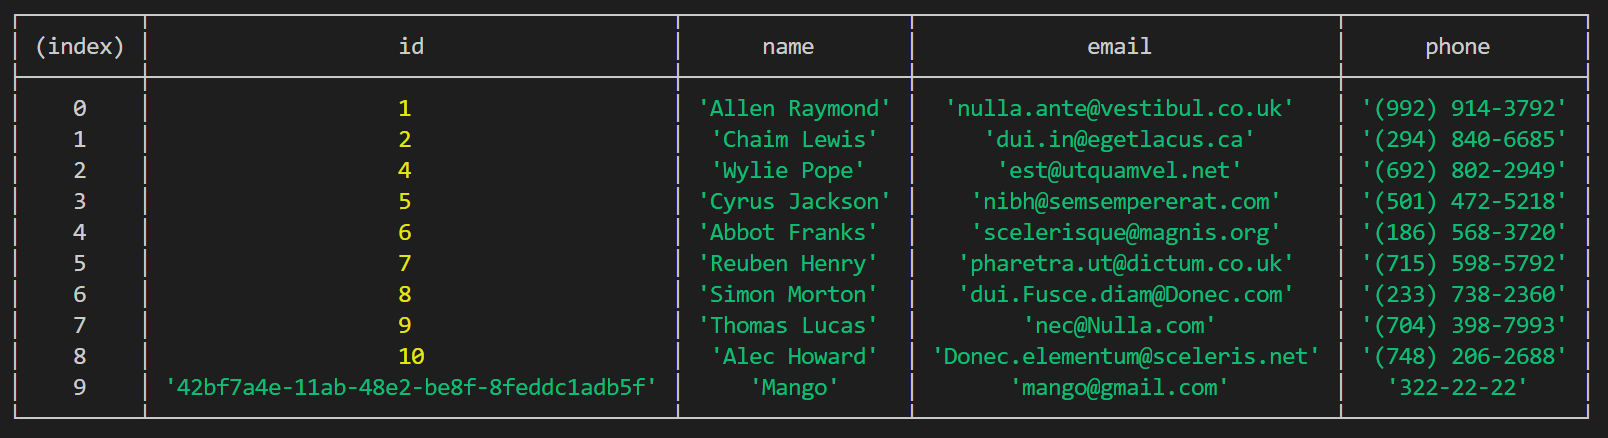 (index) id name email phone
0 1 'Allen Raymond' 'nulla.ante@vestibul.co.uk' '(992) 914-3792'
1 2 'Chaim Lewis' 'dui.in@egetlacus.ca' '(294) 840-6685'
2 4 'Wylie Pope' 'est@utquamvel.net' '(692) 802-2949'
3 5 'Cyrus Jackson' 'nibh@semsempererat.com' '(501) 472-5218'
4 6 'Abbot Franks' 'scelerisque@magnis.org' '(186) 568-3720'
5 7 'Reuben Henry' 'pharetra.ut@dictum.co.uk' '(715) 598-5792'
6 8 'Simon Morton' 'dui.Fusce.diam@Donec.com' '(233) 738-2360'
7 9 'Thomas Lucas' 'nec@Nulla.com' '(704) 398-7993'
8 10 'Alec Howard' 'Donec.elementum@sceleris.net' '(748) 206-2688'
9 '42bf7a4e-11ab-48e2-be8f-8feddc1adb5f' 'Mango' 'mango@gmail.com' '322-22-22'